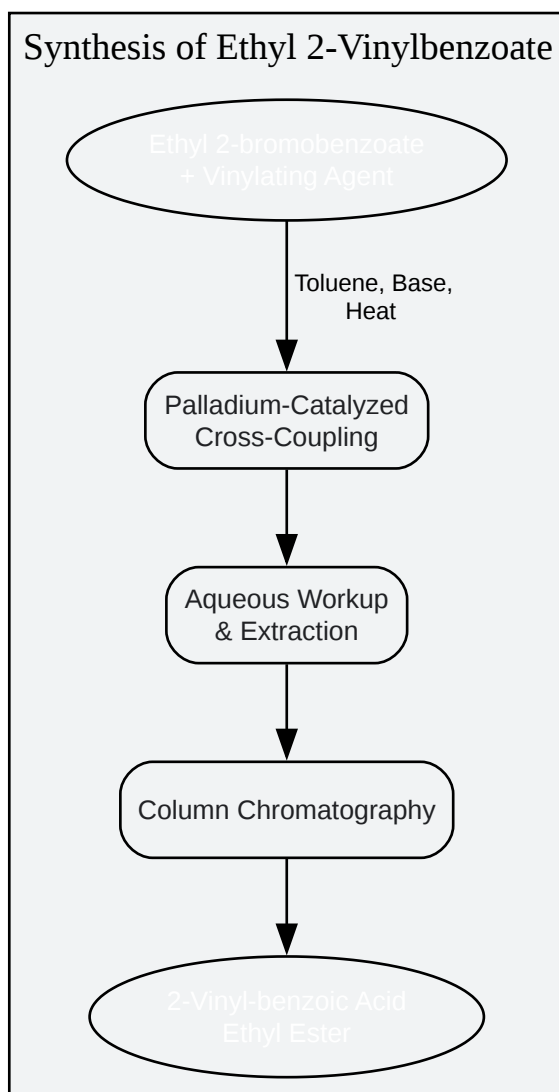 Synthesis of Ethyl 2-Vinylbenzoate
Ethyl 2-bromobenzoate
+ Vinylating Agent
Toluene, Base,
Heat
Palladium-Catalyzed
Cross-Coupling
Aqueous Workup
& Extraction
Column Chromatography
2-Vinyl-benzoic Acid
Ethyl Ester